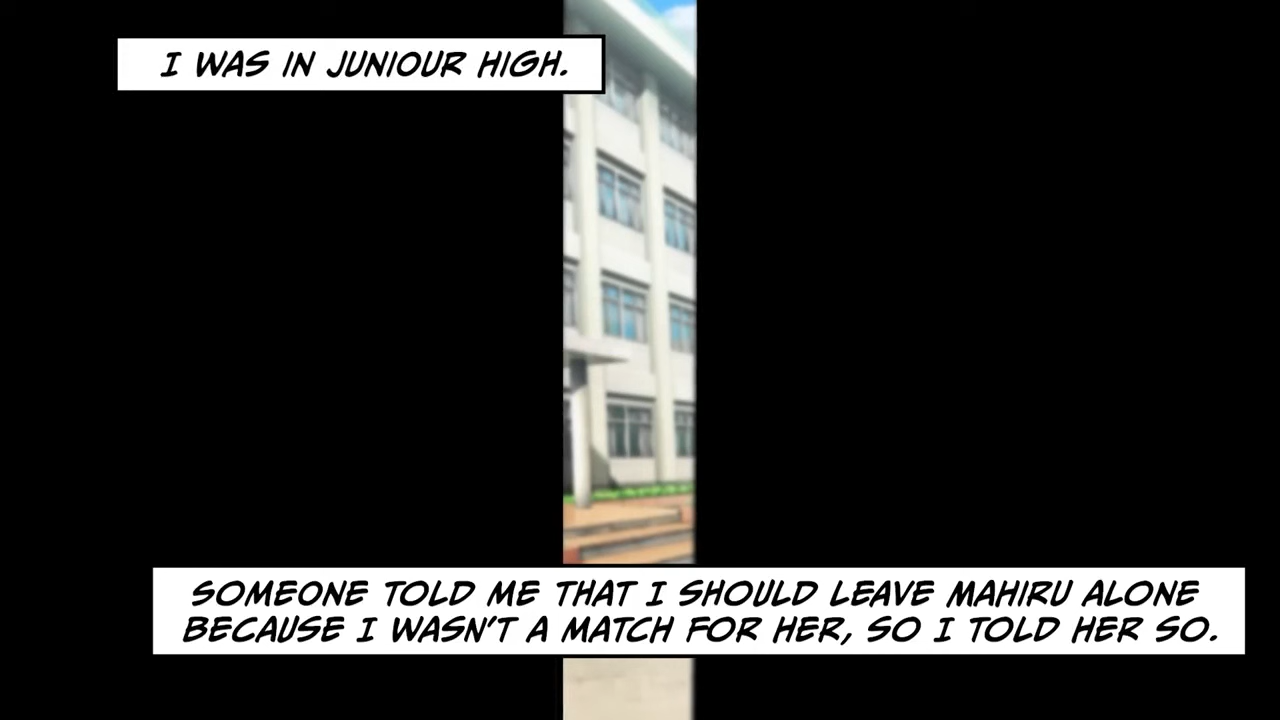 I WAS IN JUNIOUR HIGH.
SOMEONE TOLD ME THAT I SHOULD LEAVE MAHIRU ALONE
BECAUSE I WASN'T A MATCH FOR HER, SO I TOLD HER SO.